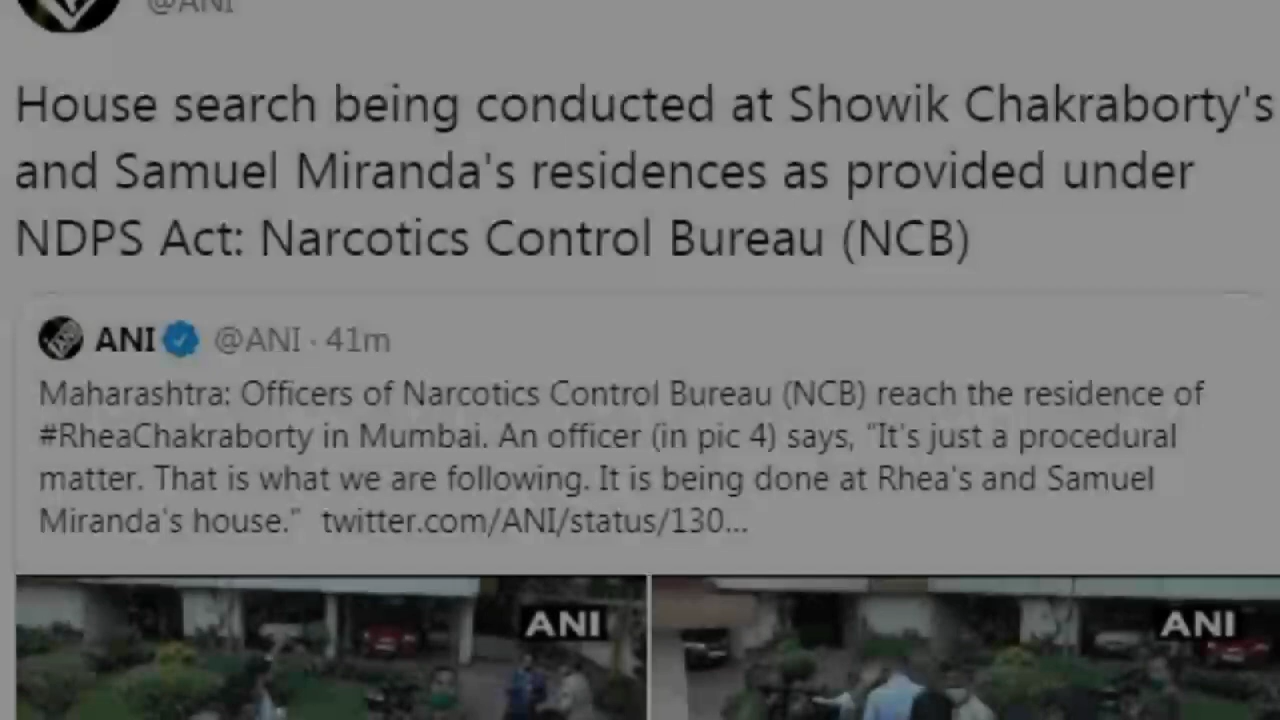 @ANI
House search being conducted at Showik Chakraborty's
and Samuel Miranda's residences as provided under
NDPS Act: Narcotics Control Bureau (NCB)
ANI @ANI · 41m
Maharashtra: Officers of Narcotics Control Bureau (NCB) reach the residence of
#RheaChakraborty in Mumbai. An officer (in pic 4) says, "It's just a procedural
matter. That is what we are following. It is being done at Rhea's and Samuel
Miranda's house." twitter.com/ANI/status/130...
ANI
ANI